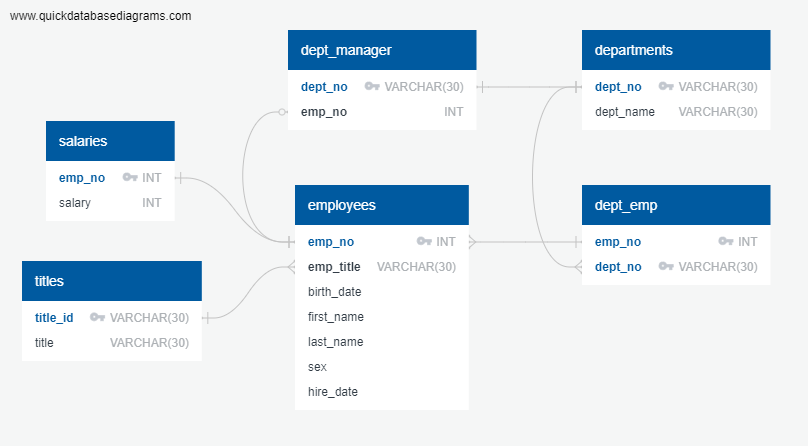 www.quickdatabasediagrams.com
dept_manager
dept_no VARCHAR(30)
emp_no INT
departments
dept_no VARCHAR(30)
dept_name VARCHAR(30)
salaries
emp_no INT
salary INT
employees
emp_no INT
emp_title VARCHAR(30)
birth_date
first_name
last_name
sex
hire_date
dept_emp
emp_no INT
dept_no VARCHAR(30)
titles
title_id VARCHAR(30)
title VARCHAR(30)